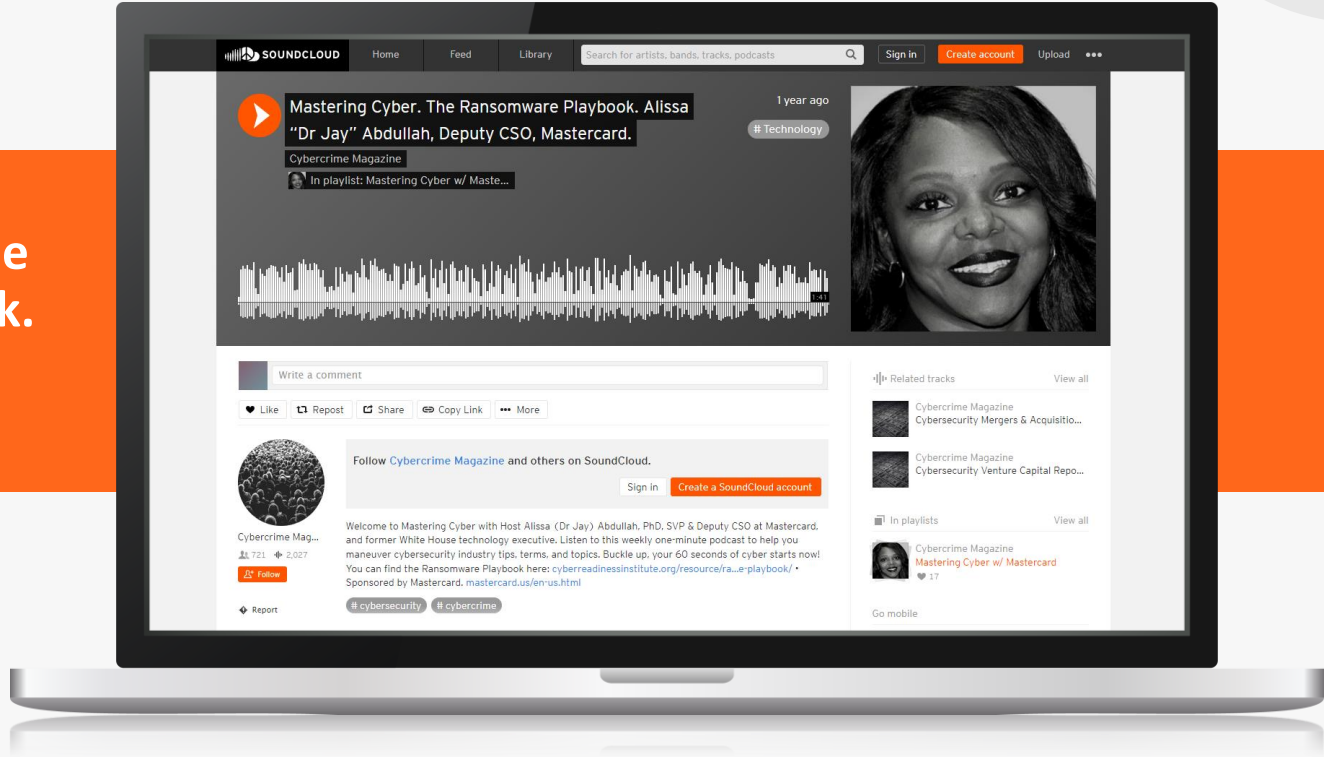 e
k.
SOUNDCLOUD
Home
Feed
Library
Search for artists, bands, tracks, podcasts
Sign in
Create account
Upload
Mastering Cyber. The Ransomware Playbook. Alissa
“Dr Jay” Abdullah, Deputy CSO, Mastercard.
1 year ago
# Technology
Cybercrime Magazine
In playlist: Mastering Cyber w/ Maste...
1:41
Write a comment
Like
Repost
Share
Copy Link
More
Follow Cybercrime Magazine and others on SoundCloud.
Sign in
Create a SoundCloud account
Cybercrime Mag...
721
2,027
Follow
Report
Welcome to Mastering Cyber with Host Alissa (Dr Jay) Abdullah, PhD, SVP & Deputy CSO at Mastercard,
and former White House technology executive. Listen to this weekly one-minute podcast to help you
maneuver cybersecurity industry tips, terms, and topics. Buckle up, your 60 seconds of cyber starts now!
You can find the Ransomware Playbook here: cyberreadinessinstitute.org/resource/ra...e-playbook/ •
Sponsored by Mastercard. mastercard.us/en-us.html
# cybersecurity
# cybercrime
Related tracks
View all
Cybercrime Magazine
Cybersecurity Mergers & Acquisitio...
Cybercrime Magazine
Cybersecurity Venture Capital Repo...
In playlists
View all
Cybercrime Magazine
Mastering Cyber w/ Mastercard
17
Go mobile